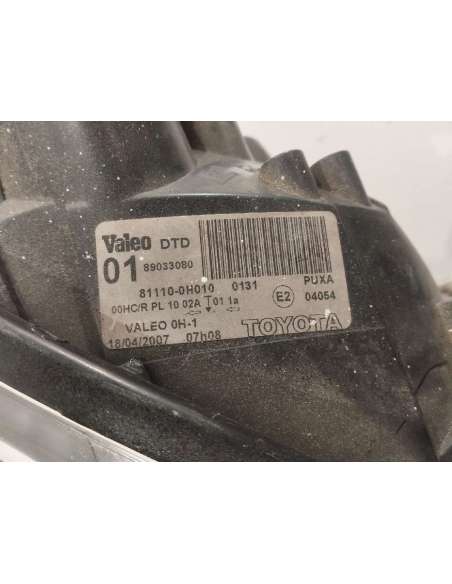 Valeo DTD
01 89033080
81110-0H010 0131 PUXA
00HC/R PL 10 02A T01 1a E2 04054
VALEO 0H-1 TOYOTA
18/04/2007 07h08